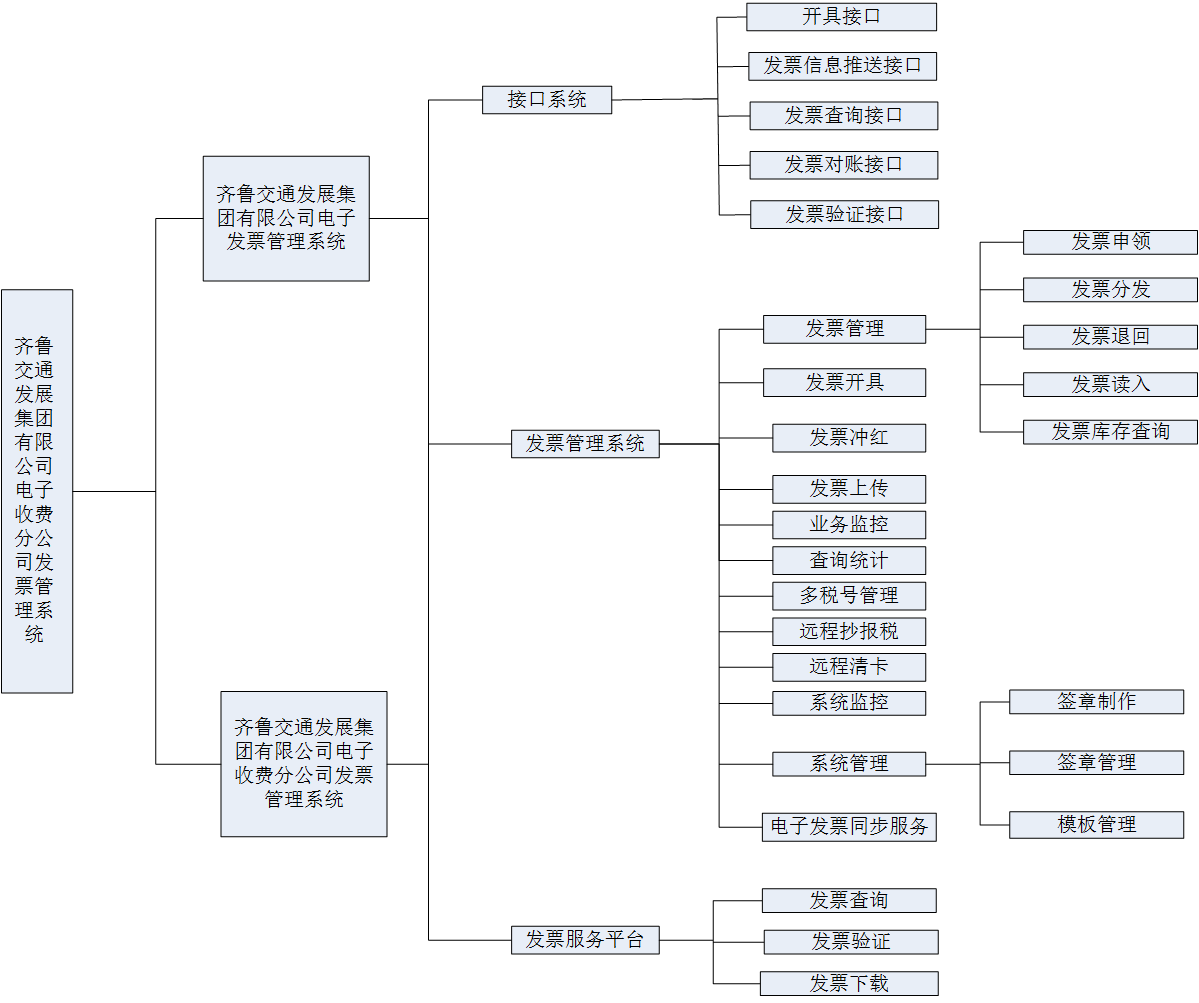 齐鲁
交通
发展
集团
有限
公司
电子
收费
分公
司发
票管
理系
统
齐鲁交通发展集
团有限公司电子
发票管理系统
齐鲁交通发展集
团有限公司电子
收费分公司发票
管理系统
接口系统
开具接口
发票信息推送接口
发票查询接口
发票对账接口
发票验证接口
发票管理系统
发票管理
发票申领
发票分发
发票退回
发票读入
发票库存查询
发票开具
发票冲红
发票上传
业务监控
查询统计
多税号管理
远程抄报税
远程清卡
系统监控
系统管理
签章制作
签章管理
模板管理
电子发票同步服务
发票服务平台
发票查询
发票验证
发票下载